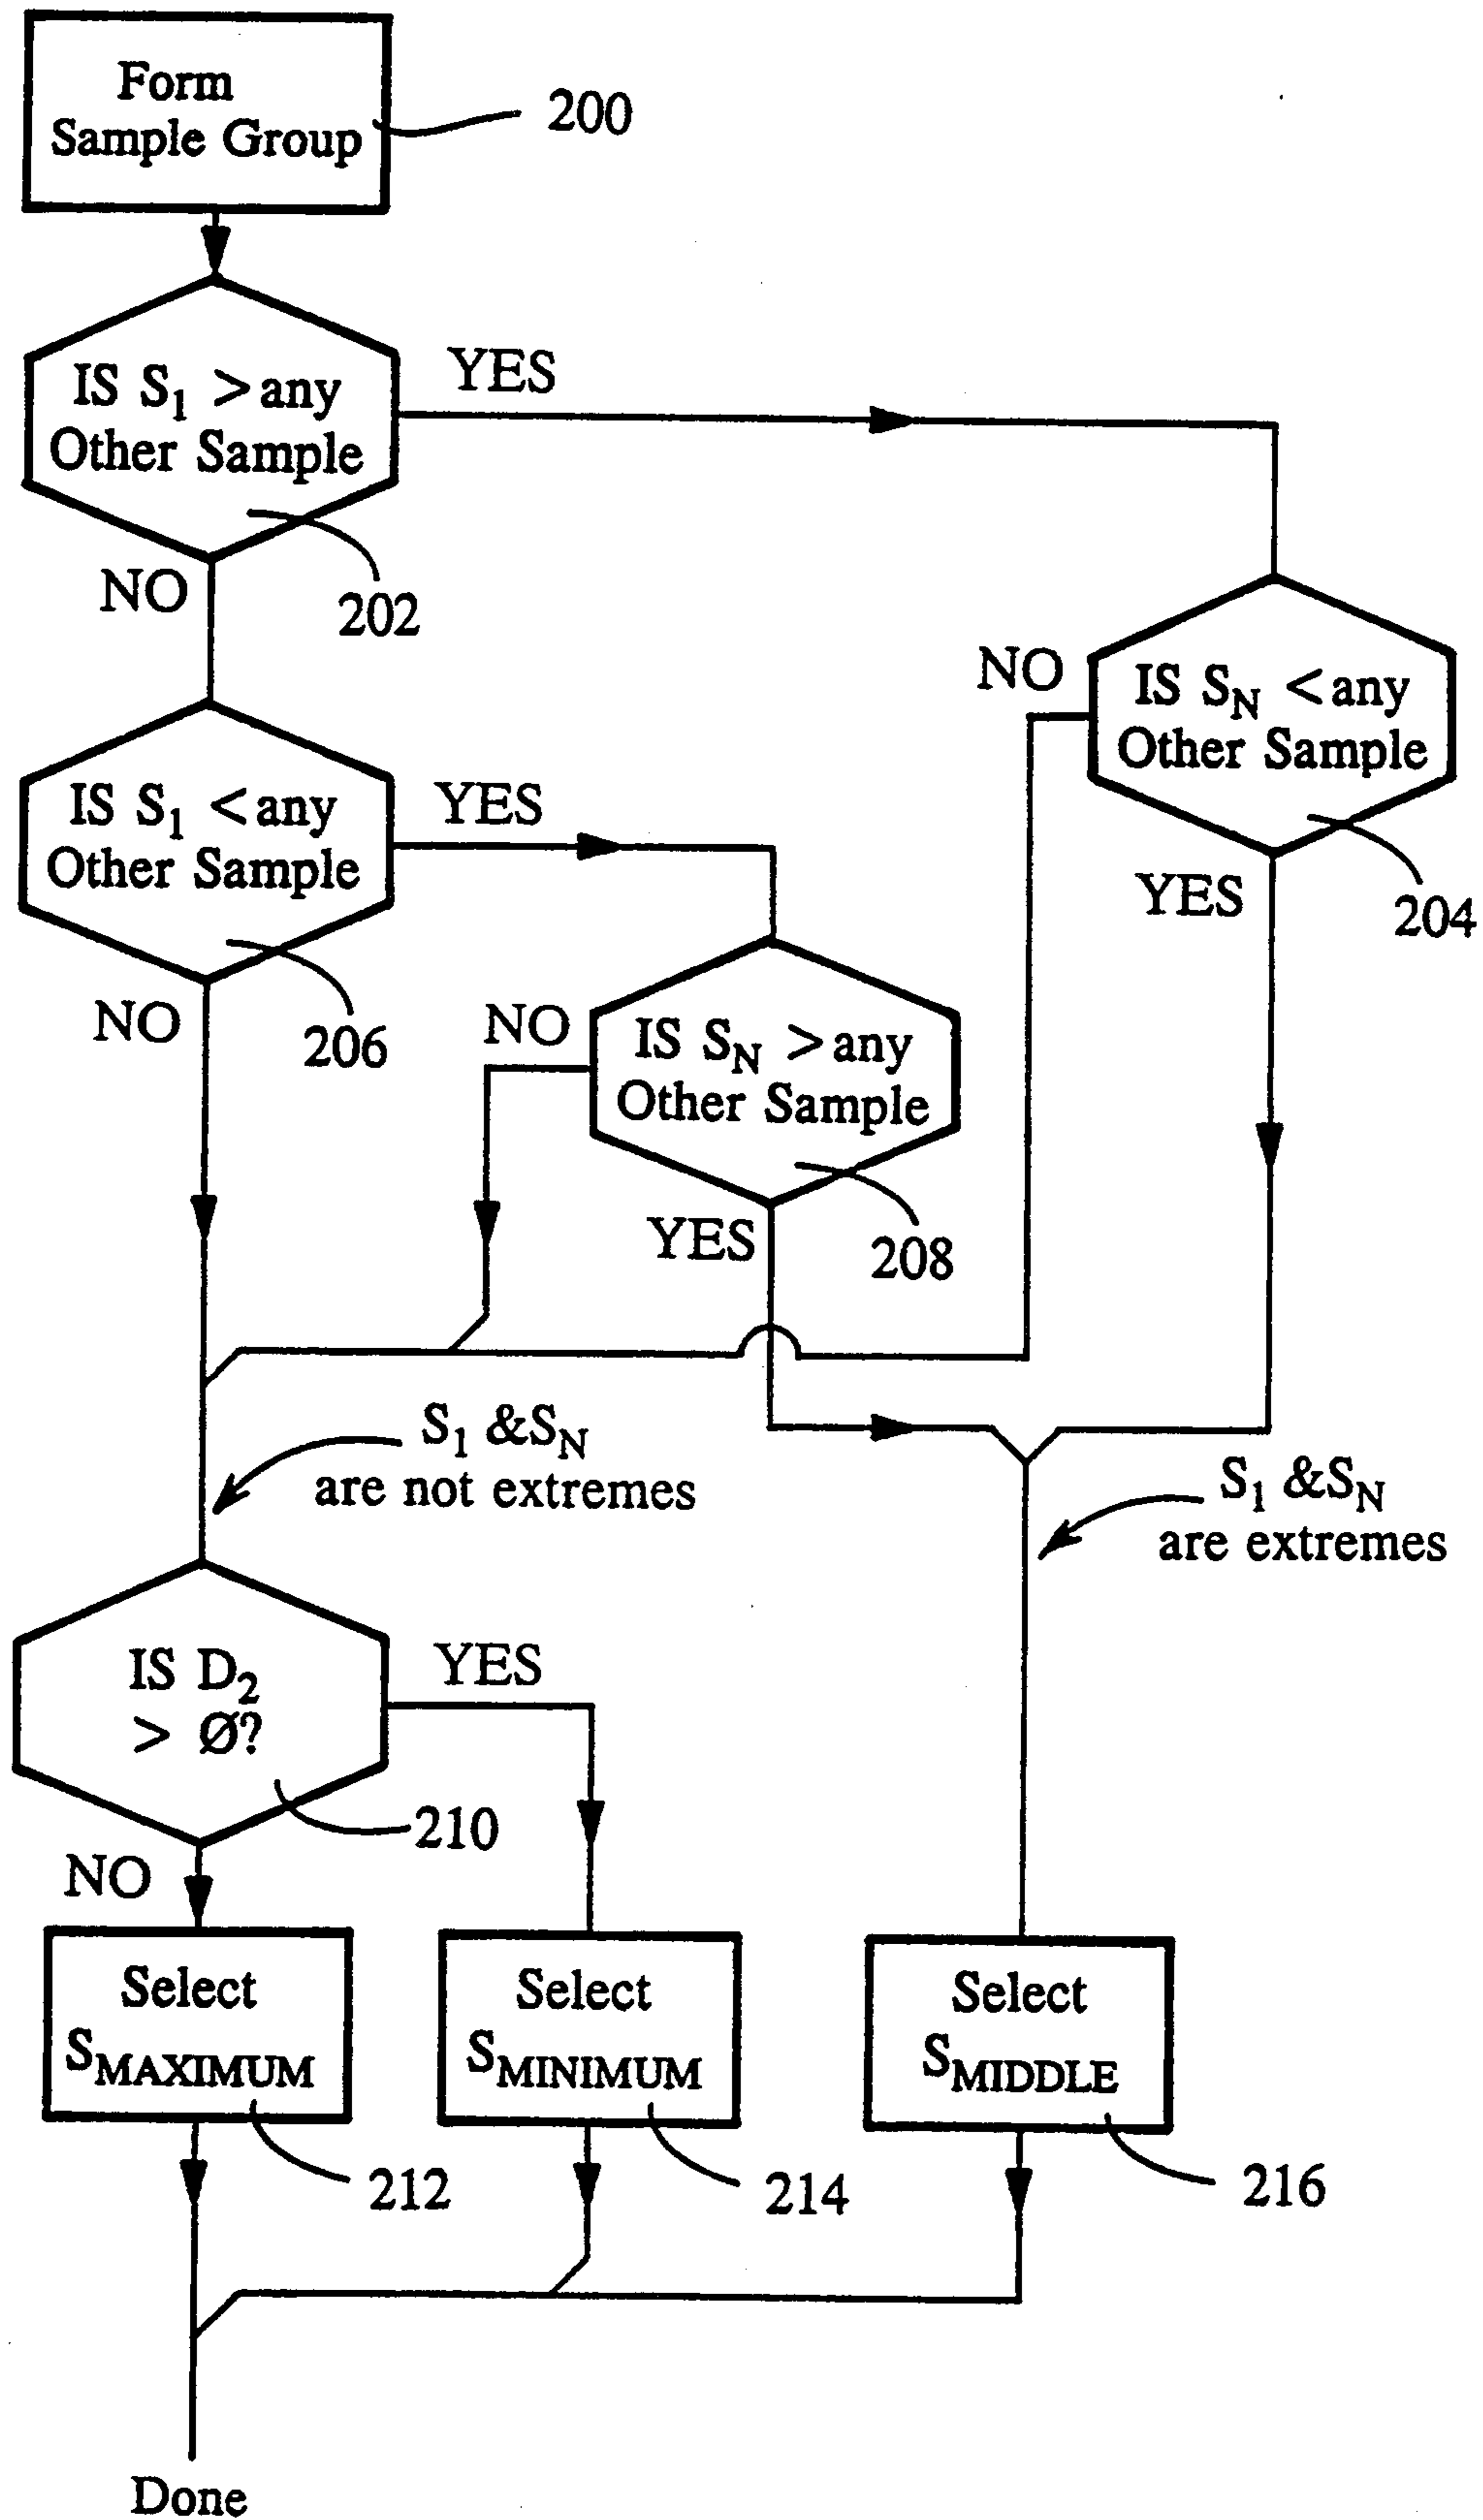 Form
Sample Group
200
IS S1 > any
Other Sample
YES
NO
202
NO
IS SN < any
Other Sample
YES
204
IS S1 < any
Other Sample
YES
NO
206
NO
IS SN > any
Other Sample
YES
208
S1 &SN
are not extremes
S1 &SN
are extremes
IS D2
> Ø?
YES
210
NO
Select
SMAXIMUM
212
Select
SMINIMUM
214
Select
SMIDDLE
216
Done